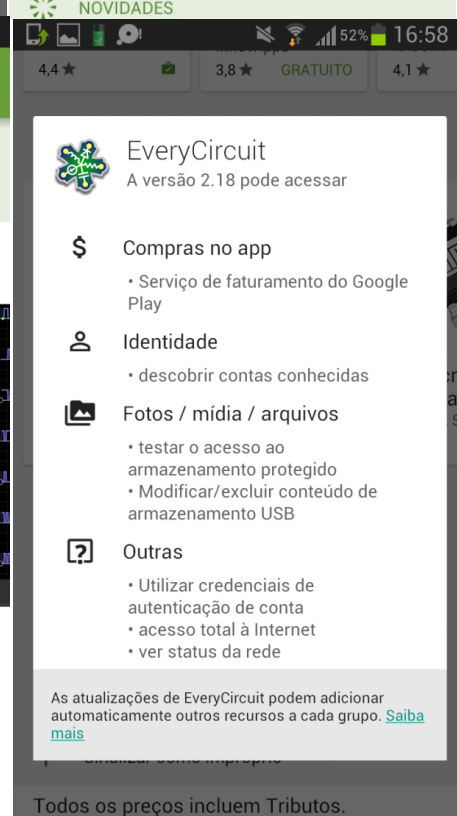 NOVIDADES
52% 16:58
4,4★ 3,8★ GRATUITO 4,1★
EveryCircuit
A versão 2.18 pode acessar
$ Compras no app
• Serviço de faturamento do Google
Play
Identidade
• descobrir contas conhecidas
Fotos / mídia / arquivos
• testar o acesso ao
armazenamento protegido
• Modificar/excluir conteúdo de
armazenamento USB
Outras
• Utilizar credenciais de
autenticação de conta
• acesso total à Internet
• ver status da rede
As atualizações de EveryCircuit podem adicionar
automaticamente outros recursos a cada grupo. Saiba
mais
Todos os preços incluem Tributos.